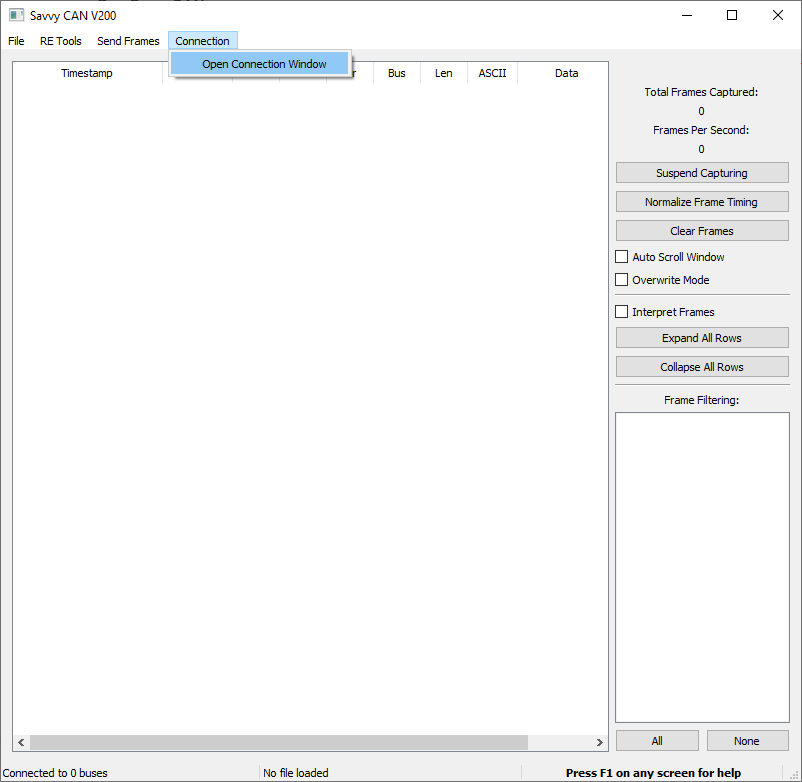 Savvy CAN V200
File RE Tools Send Frames Connection
Open Connection Window
Timestamp Bus Len ASCII Data
Total Frames Captured:
0
Frames Per Second:
0
Suspend Capturing
Normalize Frame Timing
Clear Frames
Auto Scroll Window
Overwrite Mode
Interpret Frames
Expand All Rows
Collapse All Rows
Frame Filtering:
All None
Connected to 0 buses No file loaded Press F1 on any screen for help